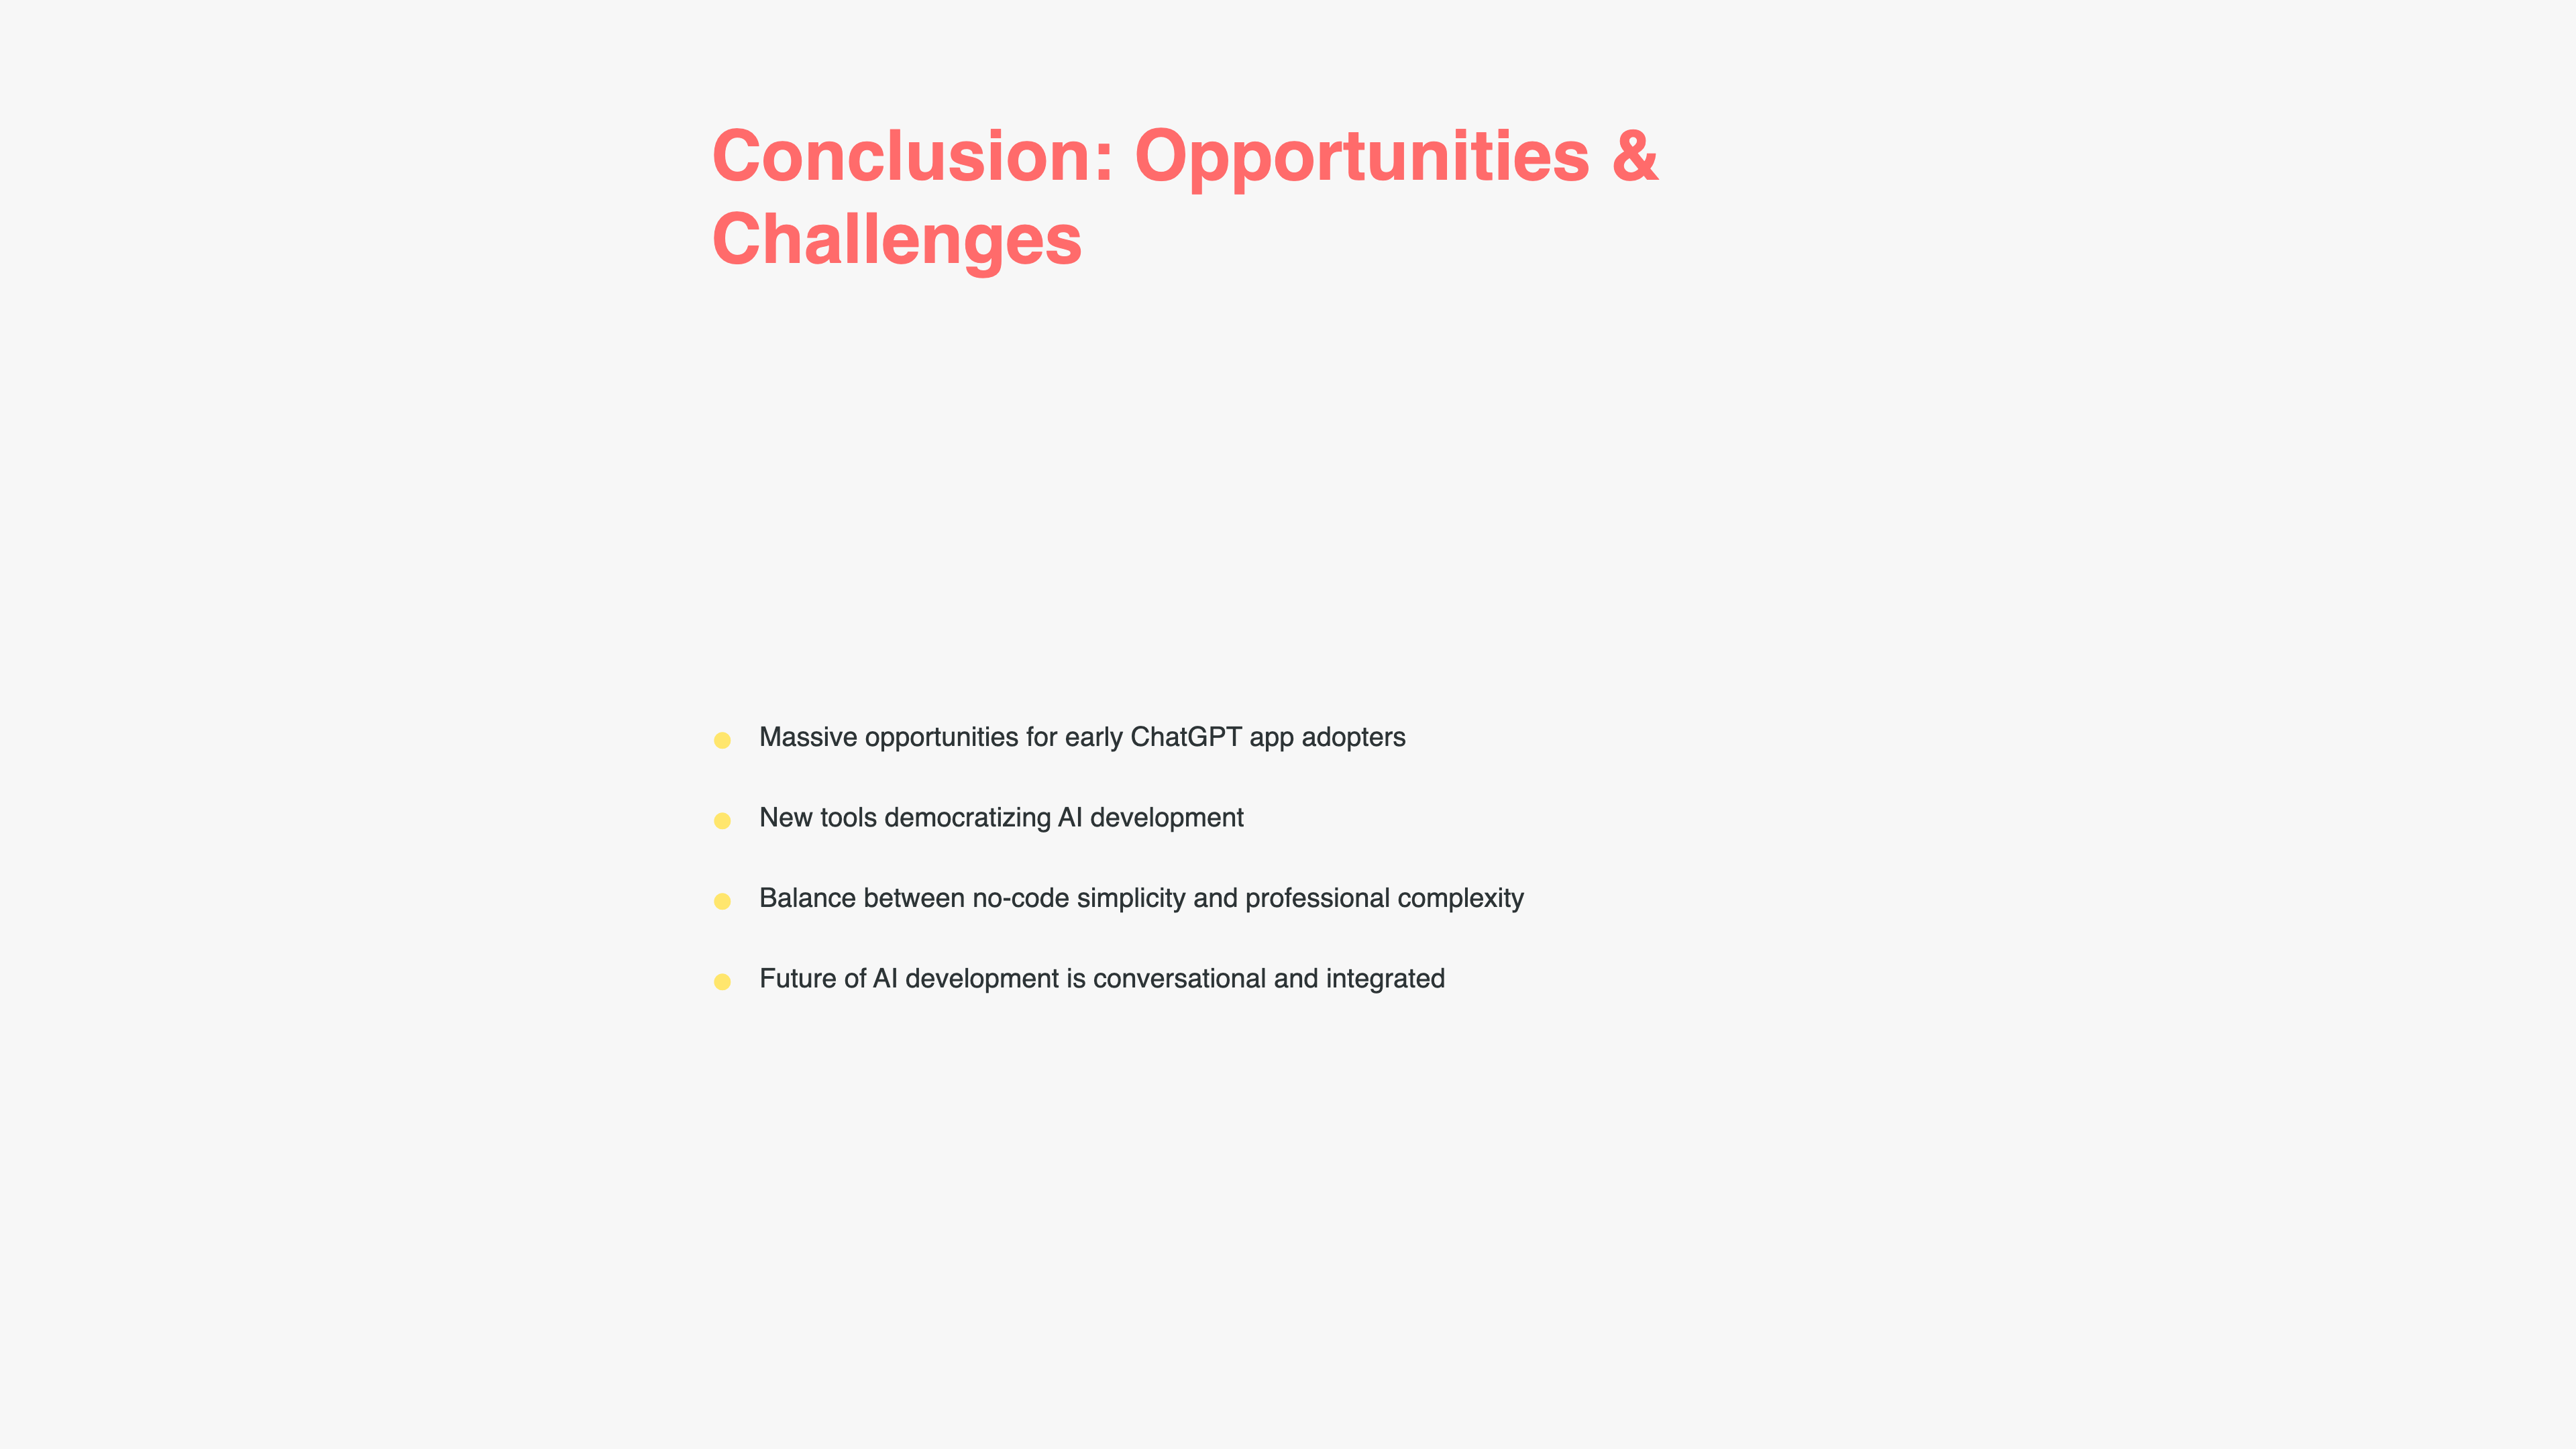 Conclusion: Opportunities &
Challenges
Massive opportunities for early ChatGPT app adopters
New tools democratizing AI development
Balance between no-code simplicity and professional complexity
Future of AI development is conversational and integrated